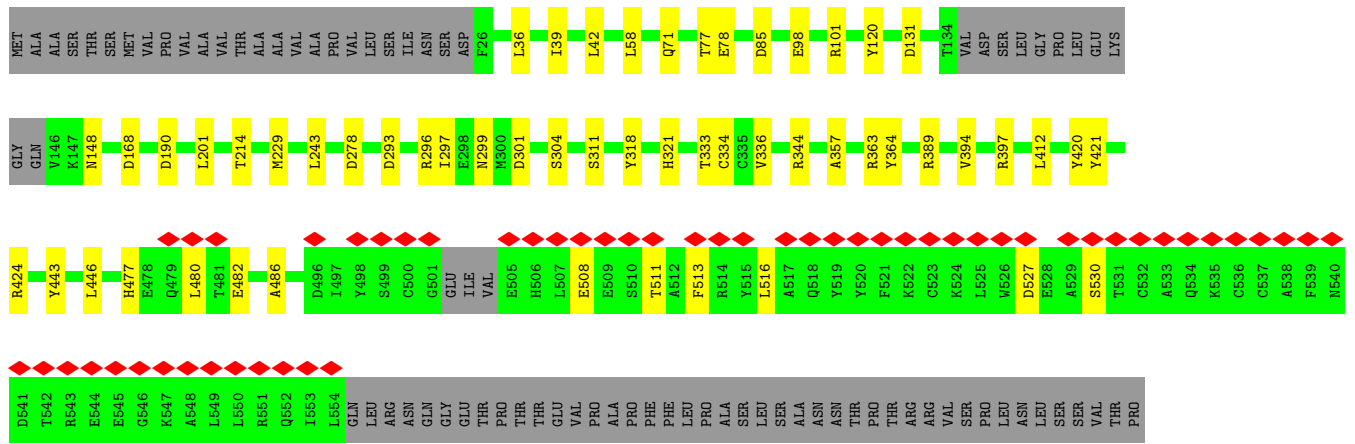 MET ALA ALA SER THR SER MET VAL PRO VAL ALA VAL THR ALA ALA VAL ALA PRO VAL LEU SER ILE ASN SER ASP F26 L36 I39 L42 L58 Q71 T77 E78 D85 E98 R101 Y120 D131 T134 VAL ASP SER LEU GLY PRO LEU GLU LYS
GLY GLN V146 K147 N148 D168 D190 L201 T214 M229 L243 D278 D293 R296 I297 E298 N299 M300 D301 S304 S311 Y318 H321 T333 C334 C335 V336 R344 A357 R363 Y364 R389 V394 R397 L412 Y420 Y421
R424 Y443 L446 H477 E478 Q479 L480 T481 E482 A486 D496 I497 Y498 S499 C500 G501 GLU ILE VAL E505 H506 L507 E508 E509 S510 T511 A512 F513 R514 Y515 L516 A517 Q518 Y519 Y520 F521 K522 C523 K524 L525 W526 D527 E528 A529 S530 T531 C532 A533 Q534 K535 C536 C537 A538 F539 N540
D541 T542 R543 E544 E545 G546 K547 A548 L549 L550 R551 Q552 I553 L554 GLN LEU ARG ASN GLN GLY GLU THR PRO THR THR GLU VAL PRO ALA PRO PHE PHE LEU PRO ALA SER LEU SER ALA ASN ASN THR PRO THR ARG ARG VAL SER PRO LEU ASN LEU SER SER VAL THR PRO